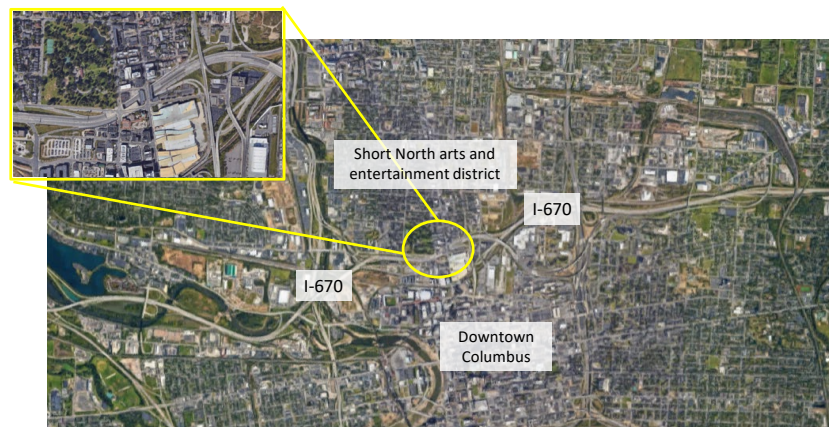 Short North arts and
entertainment district
I-670
I-670
Downtown
Columbus